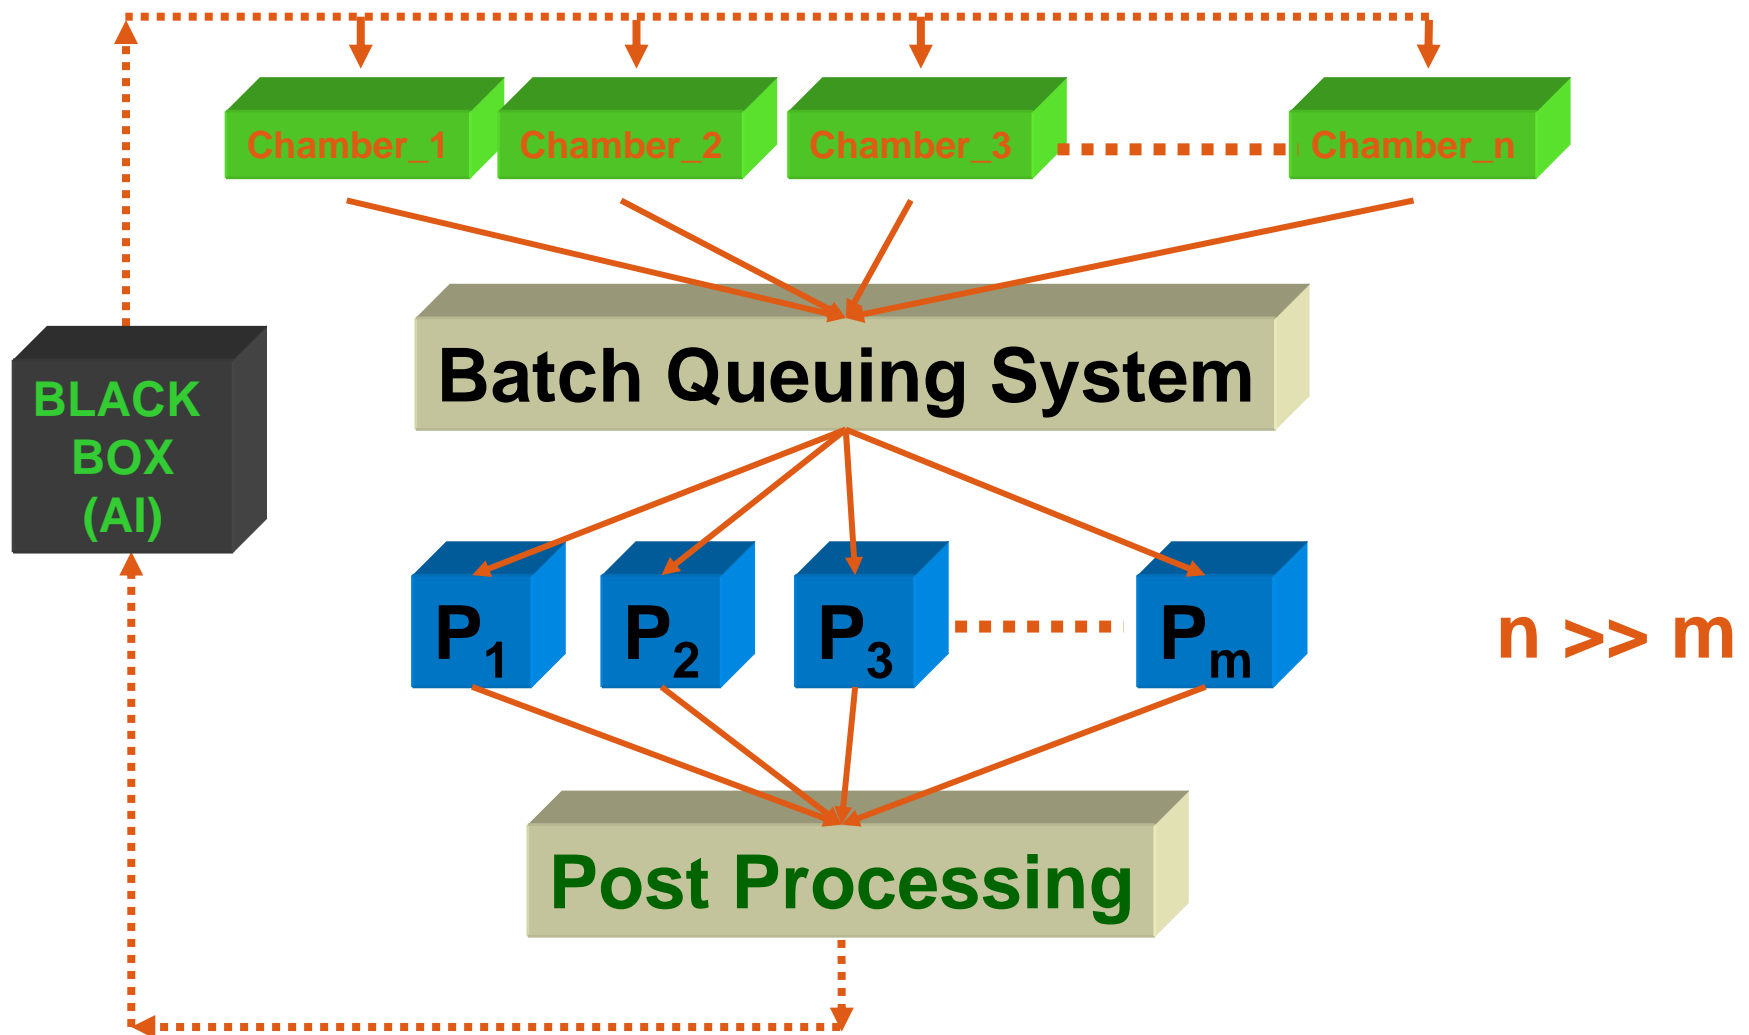 Chamber_1 Chamber_2 Chamber_3 Chamber_n
Batch Queuing System
BLACK
BOX
(AI)
P1 P2 P3 Pm
n >> m
Post Processing